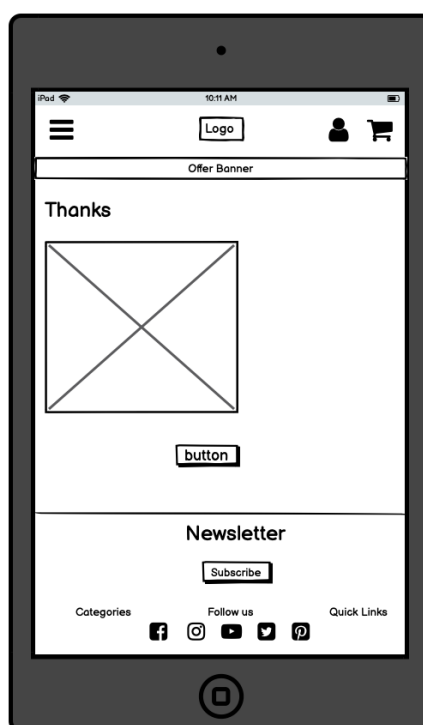 iPad 10:11 AM
Logo
Offer Banner
Thanks
button
Newsletter
Subscribe
Categories Follow us Quick Links